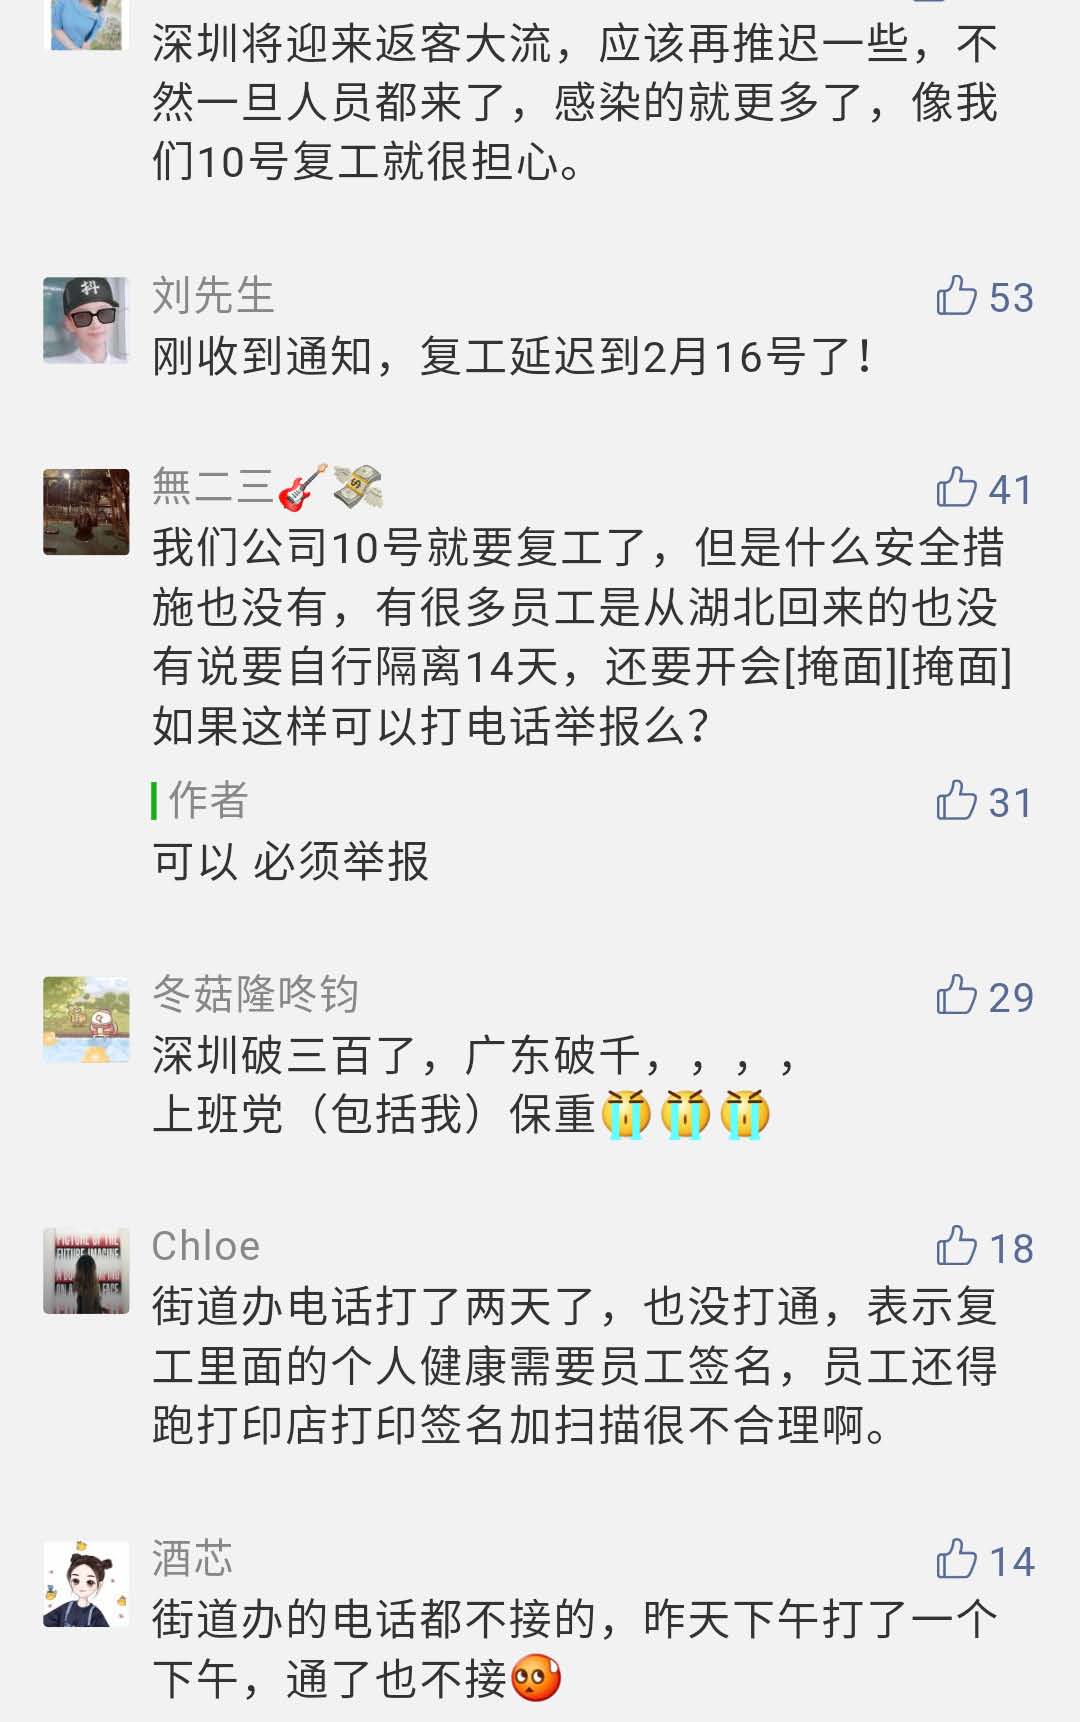 深圳将迎来返客大流，应该再推迟一些，不
然一旦人员都来了，感染的就更多了，像我
们10号复工就很担心。
抖
刘先生
53
刚收到通知，复工延迟到2月16号了！
無二三🎸💸
41
我们公司10号就要复工了，但是什么安全措
施也没有，有很多员工是从湖北回来的也没
有说要自行隔离14天，还要开会[掩面][掩面]
如果这样可以打电话举报么？
作者
31
可以 必须举报
冬菇隆咚钧
29
深圳破三百了，广东破千，，，，
上班党（包括我）保重😭😭😭
Chloe
18
FUTURE IMAGINE
街道办电话打了两天了，也没打通，表示复
工里面的个人健康需要员工签名，员工还得
跑打印店打印签名加扫描很不合理啊。
酒芯
14
街道办的电话都不接的，昨天下午打了一个
下午，通了也不接